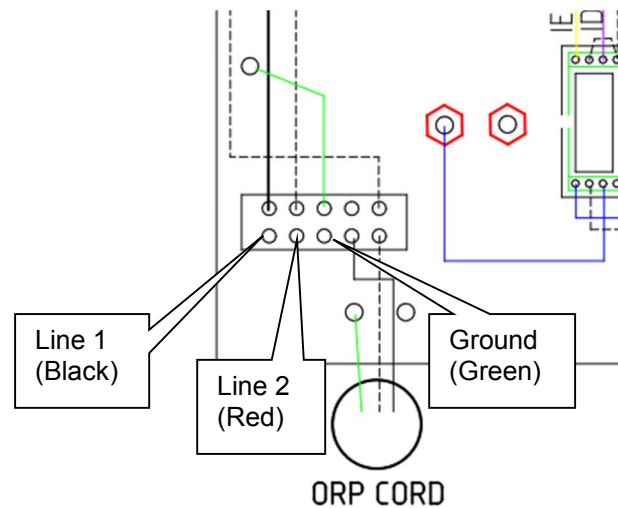 Line 1
(Black)
Line 2
(Red)
Ground
(Green)
ORP CORD